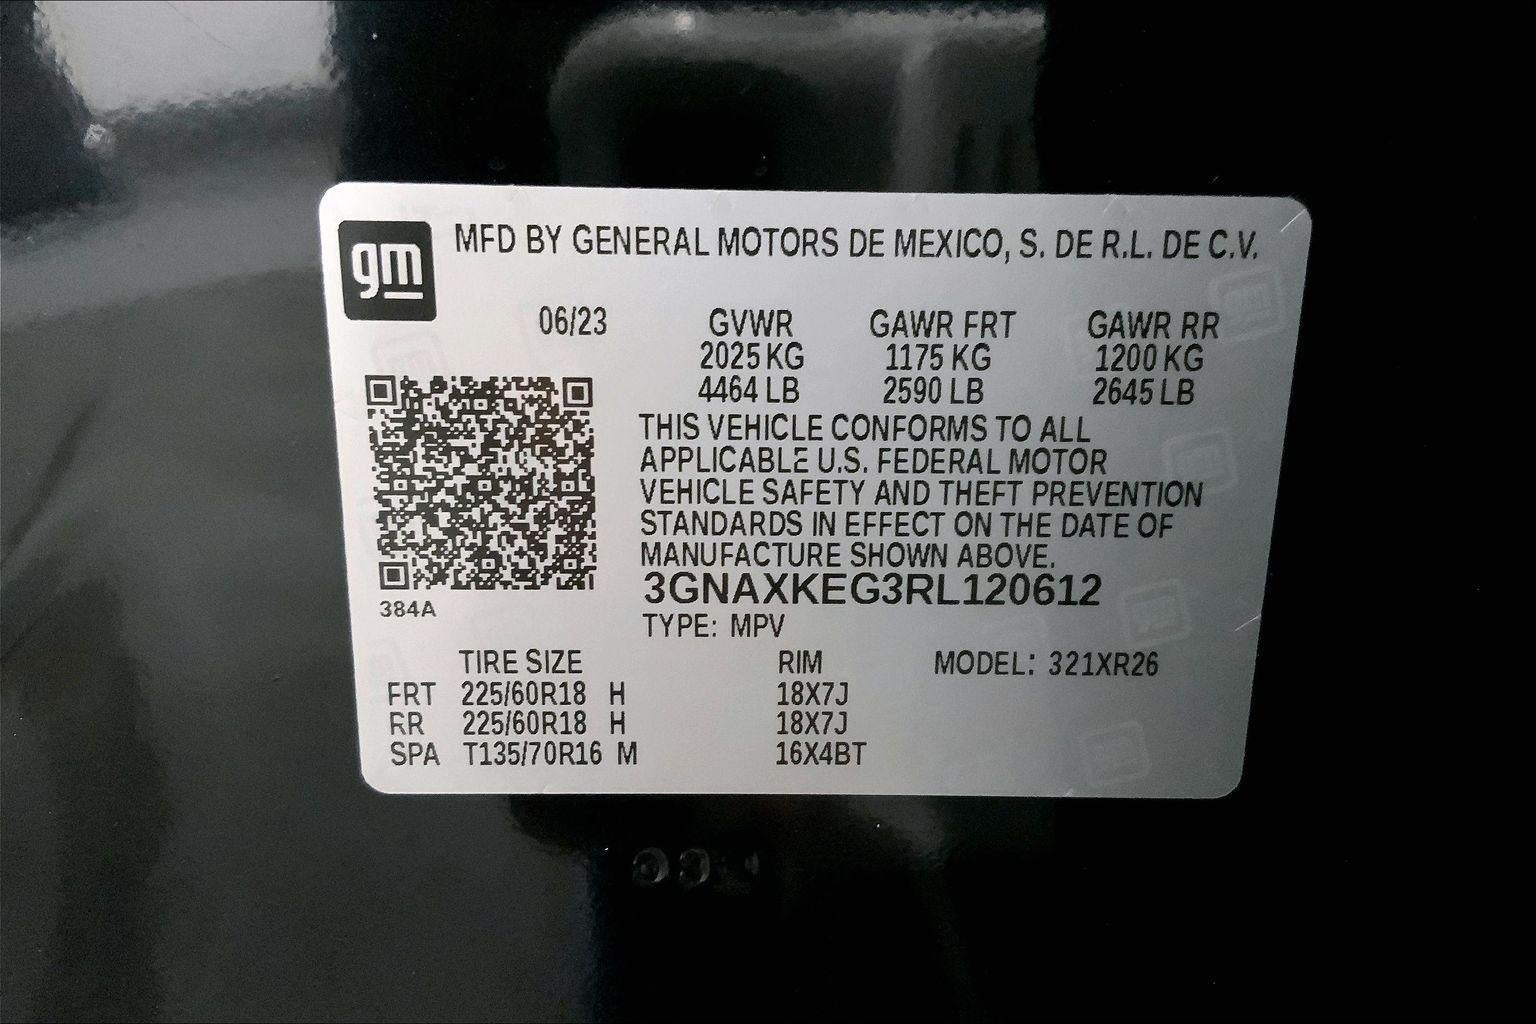 gm
MFD BY GENERAL MOTORS DE MEXICO, S. DE R.L. DE C.V.
06/23 GVWR GAWR FRT GAWR RR
2025 KG 1175 KG 1200 KG
4464 LB 2590 LB 2645 LB
THIS VEHICLE CONFORMS TO ALL
APPLICABLE U.S. FEDERAL MOTOR
VEHICLE SAFETY AND THEFT PREVENTION
STANDARDS IN EFFECT ON THE DATE OF
MANUFACTURE SHOWN ABOVE.
3GNAXKEG3RL120612
384A
TYPE: MPV
TIRE SIZE RIM MODEL: 321XR26
FRT 225/60R18 H 18X7J
RR 225/60R18 H 18X7J
SPA T135/70R16 M 16X4BT